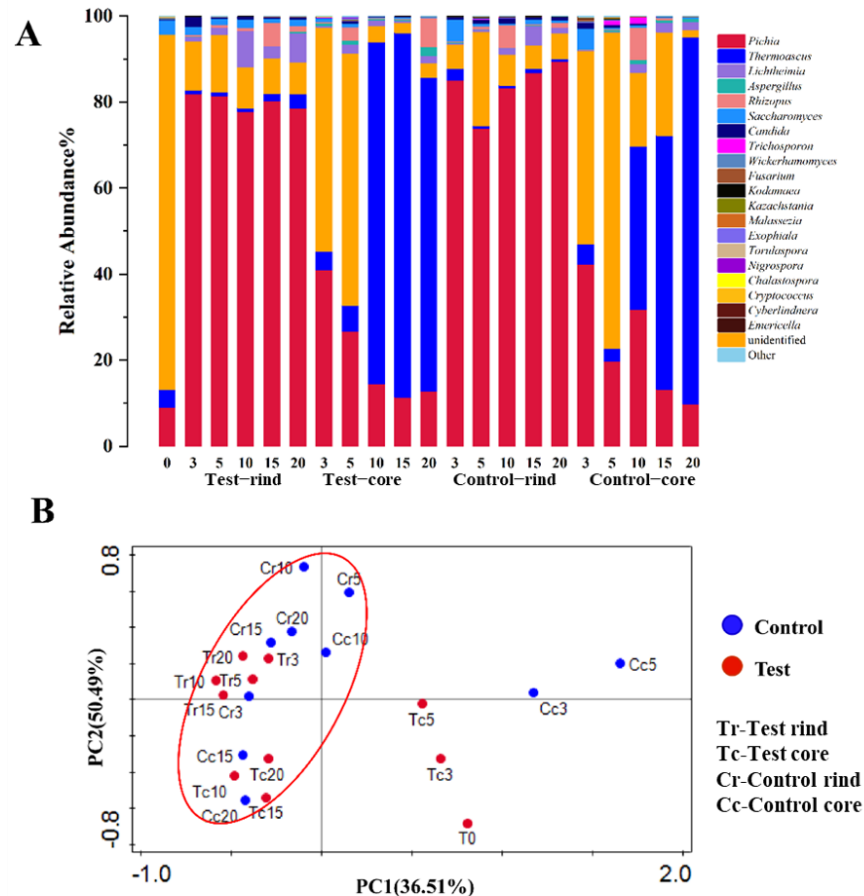 A
100
80
60
40
20
0
Relative Abundance%
0 3 5 10 15 20 3 5 10 15 20 3 5 10 15 20 3 5 10 15 20
Test−rind Test−core Control−rind Control−core
Pichia
Thermoascus
Lichtheimia
Aspergillus
Rhizopus
Saccharomyces
Candida
Trichosporon
Wickerhamomyces
Fusarium
Kodamaea
Kazachstania
Malassezia
Exophiala
Torulaspora
Nigrospora
Chalastospora
Cryptococcus
Cyberlindnera
Emericella
unidentified
Other
B
0.8
-0.8
PC2(50.49%)
Cr10
Cr5
Cr20
Cr15
Cc10
Tr20
Tr3
Tr10
Tr5
Tr15
Cr3
Cc5
Cc3
Tc5
Cc15
Tc20
Tc3
Tc10
Cc20
Tc15
T0
-1.0
2.0
PC1(36.51%)
Control
Test
Tr-Test rind
Tc-Test core
Cr-Control rind
Cc-Control core